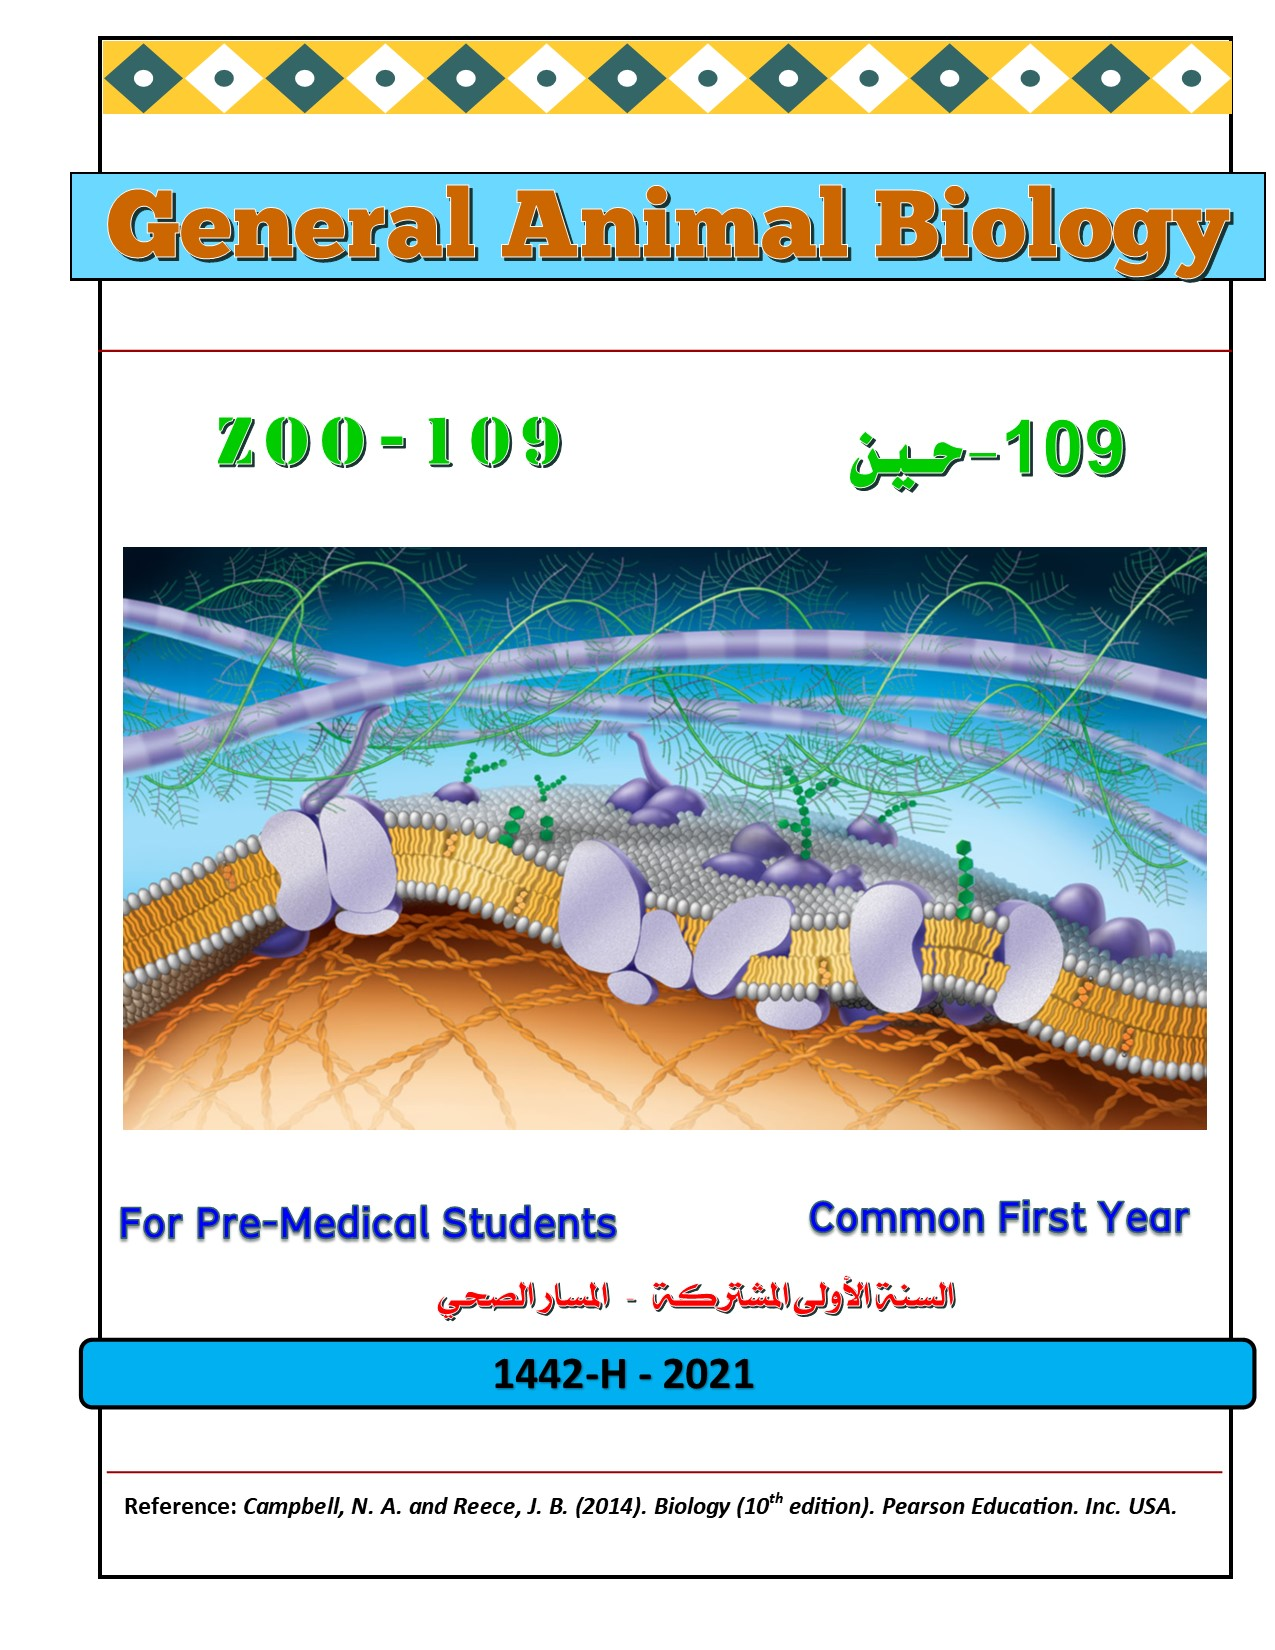 General Animal Biology
ZOO-109
109-حين
For Pre-Medical Students
Common First Year
السنة الأولى المشتركة - المسار الصحي
1442-H - 2021
Reference: Campbell, N. A. and Reece, J. B. (2014). Biology (10th edition). Pearson Education. Inc. USA.